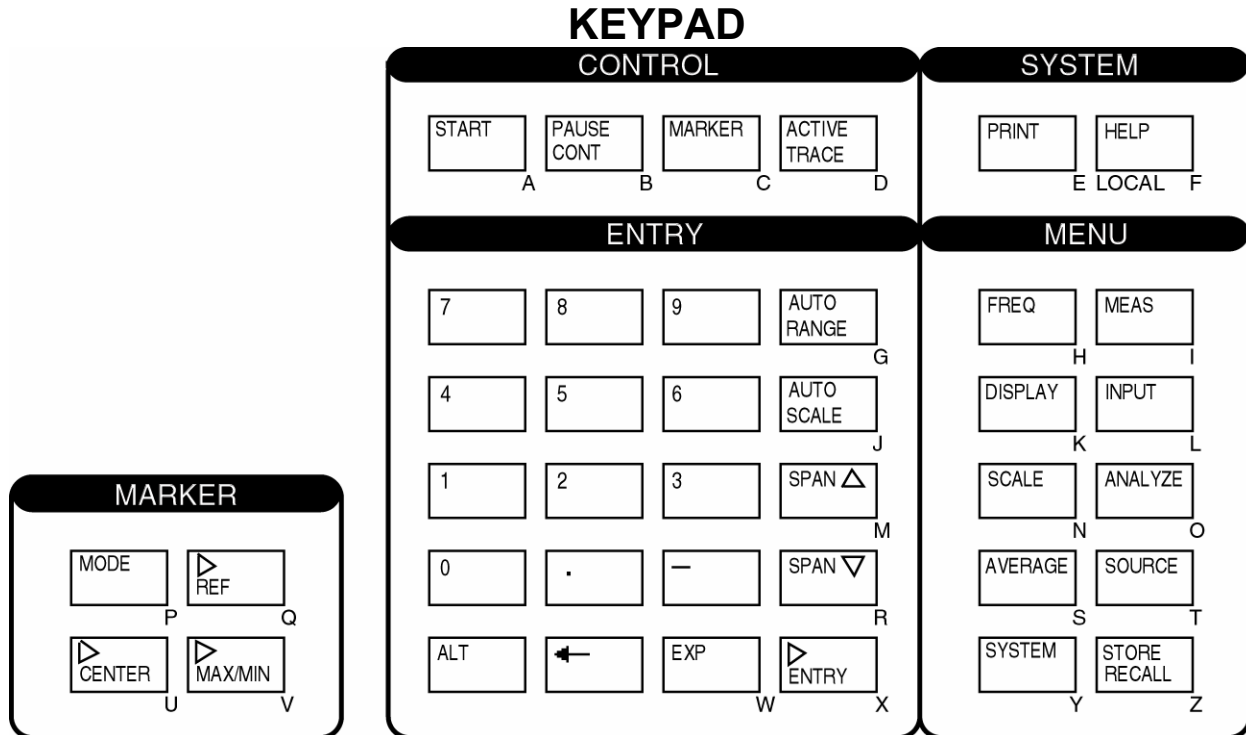 KEYPAD
CONTROL
START
A
PAUSE
CONT
B
MARKER
C
ACTIVE
TRACE
D
SYSTEM
PRINT
E
HELP
LOCAL F
ENTRY
7
8
9
AUTO
RANGE
G
4
5
6
AUTO
SCALE
J
1
2
3
SPAN △
M
0
.
—
SPAN ▽
R
ALT
←
EXP
W
▷
ENTRY
X
MENU
FREQ
H
MEAS
I
DISPLAY
K
INPUT
L
SCALE
N
ANALYZE
O
AVERAGE
S
SOURCE
T
SYSTEM
Y
STORE
RECALL
Z
MARKER
MODE
P
▷
REF
Q
▷
CENTER
U
▷
MAX/MIN
V